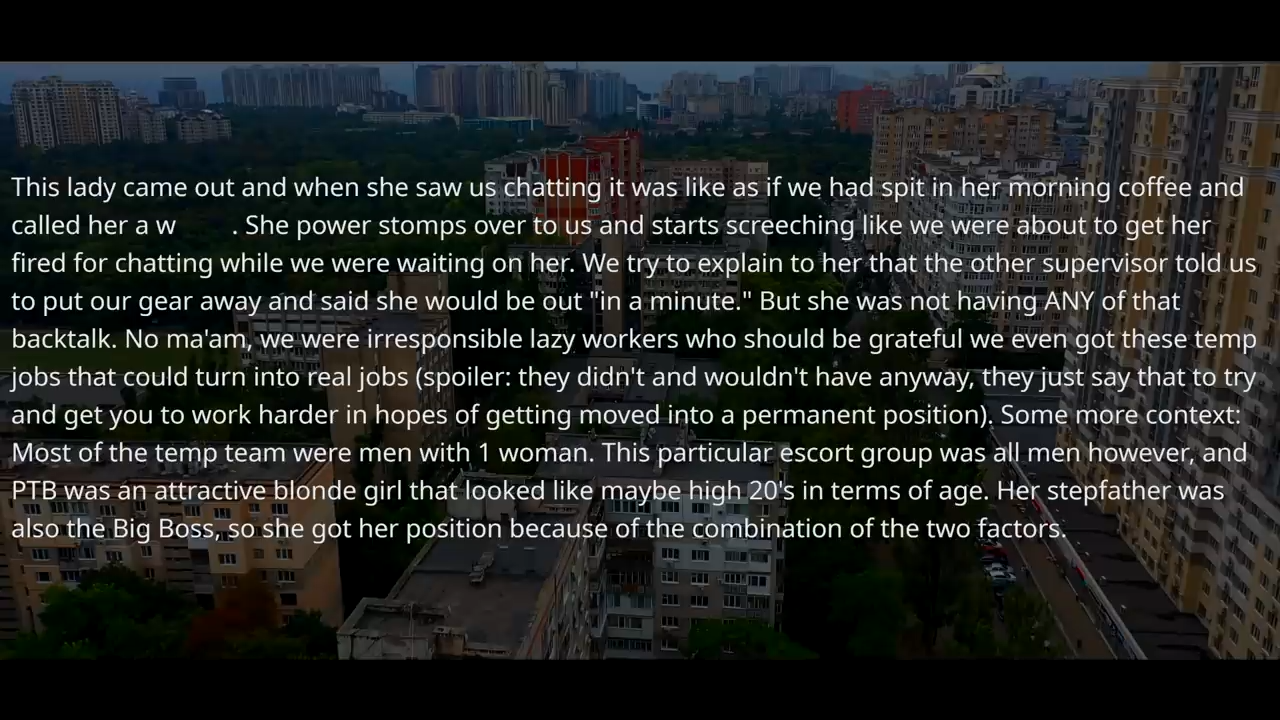 This lady came out and when she saw us chatting it was like as if we had spit in her morning coffee and
called her a w . She power stomps over to us and starts screeching like we were about to get her
fired for chatting while we were waiting on her. We try to explain to her that the other supervisor told us
to put our gear away and said she would be out "in a minute." But she was not having ANY of that
backtalk. No ma'am, we were irresponsible lazy workers who should be grateful we even got these temp
jobs that could turn into real jobs (spoiler: they didn't and wouldn't have anyway, they just say that to try
and get you to work harder in hopes of getting moved into a permanent position). Some more context:
Most of the temp team were men with 1 woman. This particular escort group was all men however, and
PTB was an attractive blonde girl that looked like maybe high 20's in terms of age. Her stepfather was
also the Big Boss, so she got her position because of the combination of the two factors.